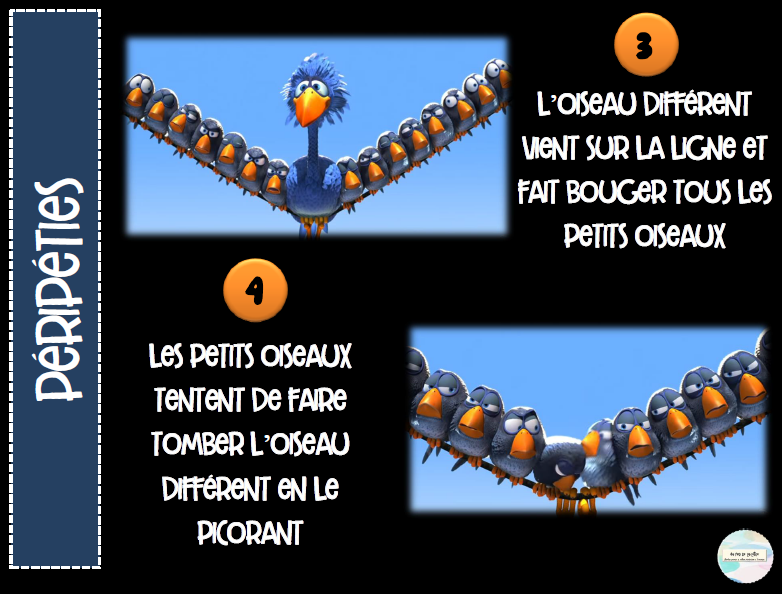 PÉRIPÉTIES
3
L'OISEAU DIFFÉRENT
VIENT SUR LA LIGNE ET
FAIT BOUGER TOUS LES
PETITS OISEAUX
4
LES PETITS OISEAUX
TENTENT DE FAIRE
TOMBER L'OISEAU
DIFFÉRENT EN LE
PICORANT